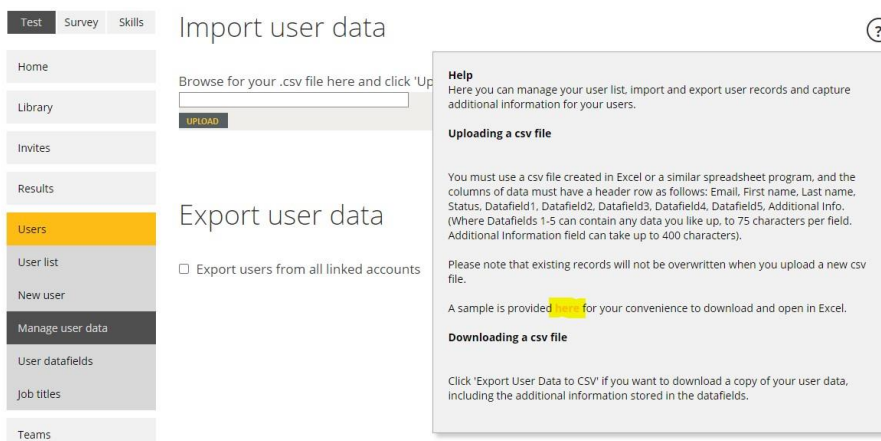 Test Survey Skills
Import user data
?
Home
Library
Invites
Results
Users
User list
New user
Manage user data
User datafields
Job titles
Teams
Browse for your .csv file here and click 'Up
UPLOAD
Export user data
Export users from all linked accounts
Help
Here you can manage your user list, import and export user records and capture
additional information for your users.
Uploading a csv file
You must use a csv file created in Excel or a similar spreadsheet program, and the
columns of data must have a header row as follows: Email, First name, Last name,
Status, Datafield1, Datafield2, Datafield3, Datafield4, Datafield5, Additional Info.
(Where Datafields 1-5 can contain any data you like up, to 75 characters per field.
Additional Information field can take up to 400 characters).
Please note that existing records will not be overwritten when you upload a new csv
file.
A sample is provided here for your convenience to download and open in Excel.
Downloading a csv file
Click 'Export User Data to CSV' if you want to download a copy of your user data,
including the additional information stored in the datafields.